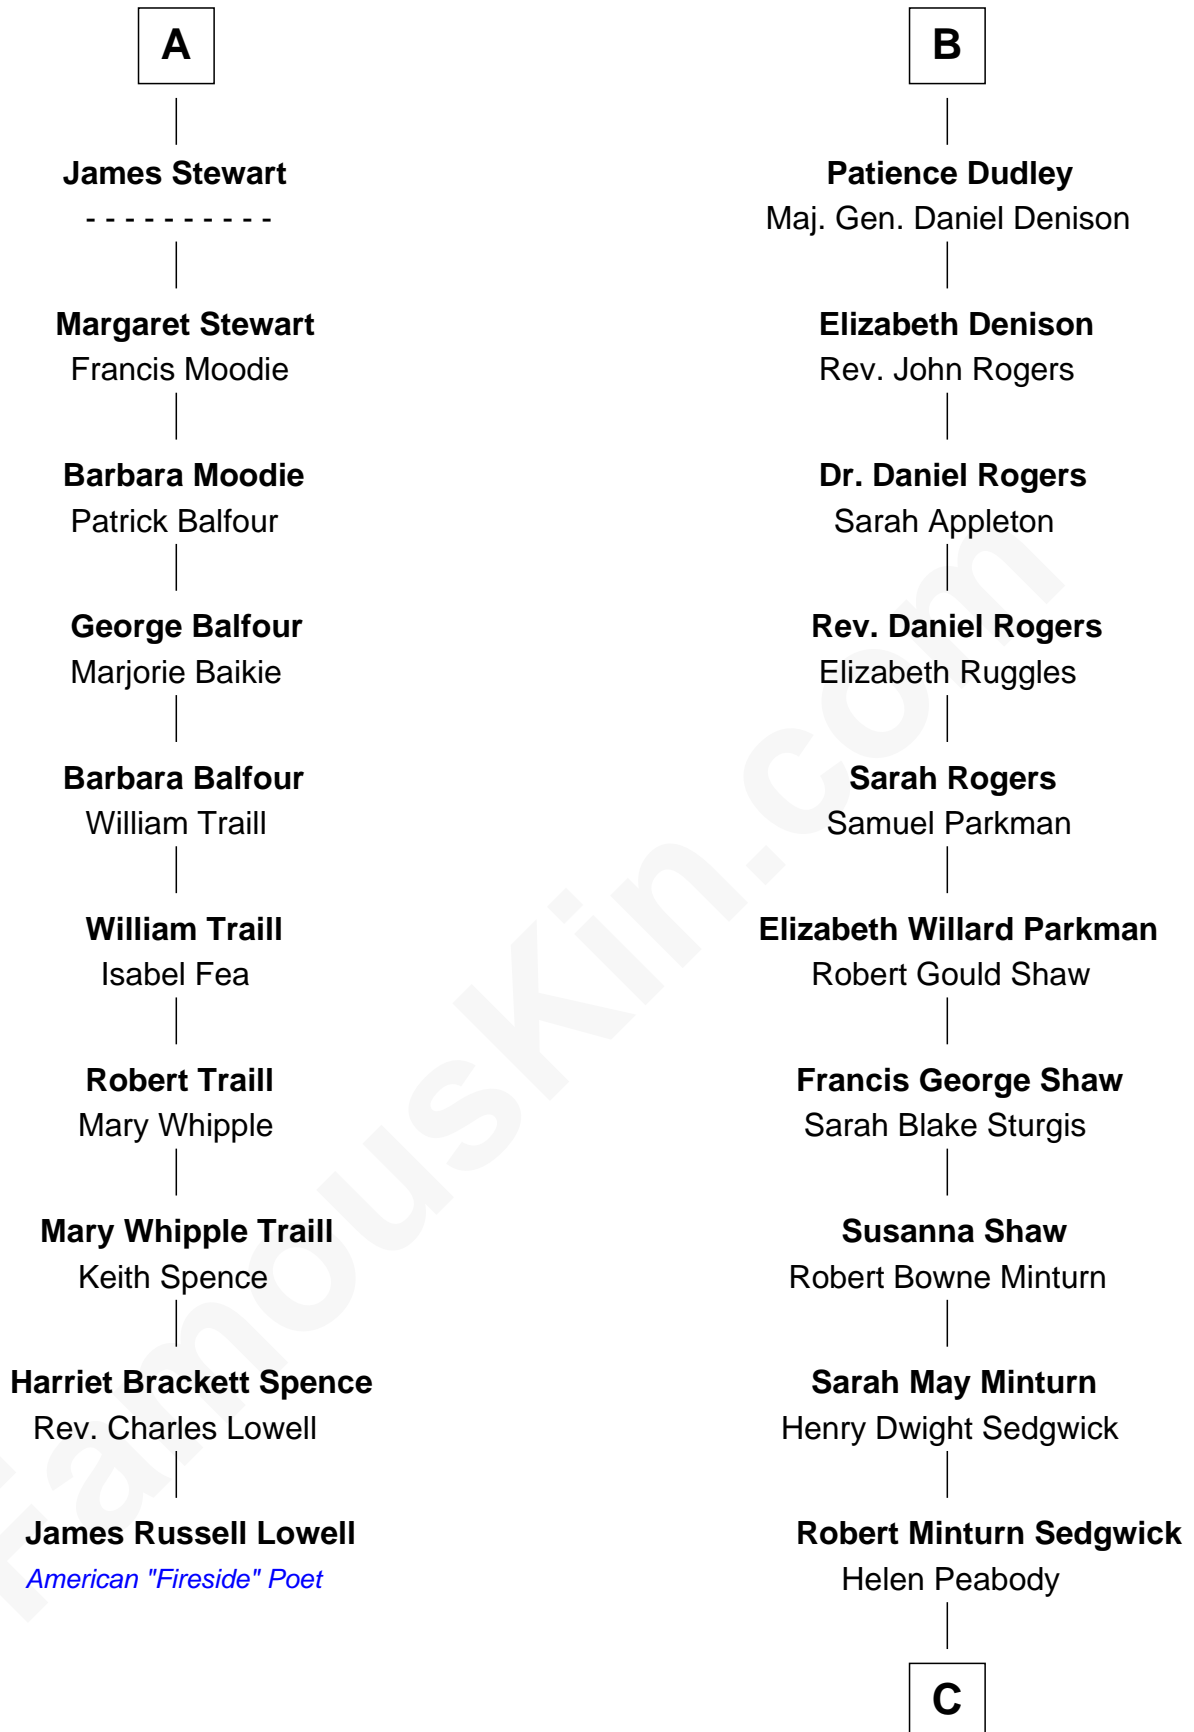 A
James Stewart
- - - - - - - - - -
Margaret Stewart
Francis Moodie
Barbara Moodie
Patrick Balfour
George Balfour
Marjorie Baikie
Barbara Balfour
William Traill
William Traill
Isabel Fea
Robert Traill
Mary Whipple
Mary Whipple Traill
Keith Spence
Harriet Brackett Spence
Rev. Charles Lowell
James Russell Lowell
American "Fireside" Poet
B
Patience Dudley
Maj. Gen. Daniel Denison
Elizabeth Denison
Rev. John Rogers
Dr. Daniel Rogers
Sarah Appleton
Rev. Daniel Rogers
Elizabeth Ruggles
Sarah Rogers
Samuel Parkman
Elizabeth Willard Parkman
Robert Gould Shaw
Francis George Shaw
Sarah Blake Sturgis
Susanna Shaw
Robert Bowne Minturn
Sarah May Minturn
Henry Dwight Sedgwick
Robert Minturn Sedgwick
Helen Peabody
C
FamousKin.com